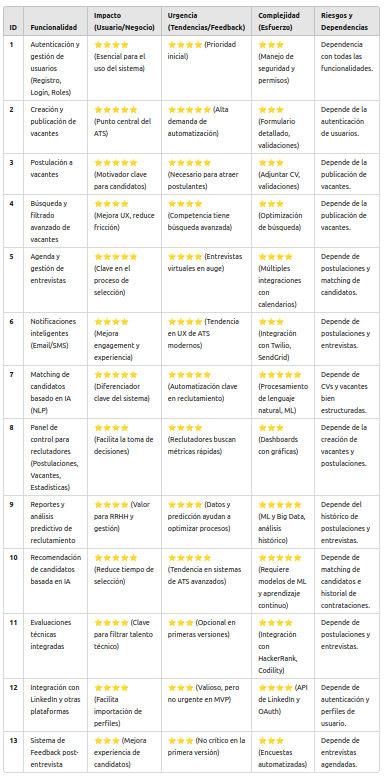 ID Funcionalidad Impacto (Usuario/Negocio) Urgencia (Tendencias/Feedback) Complejidad (Esfuerzo) Riesgos y Dependencias
1 Autenticación y gestión de usuarios (Registro, Login, Roles) ⭐⭐⭐⭐ (Esencial para el uso del sistema) ⭐⭐⭐⭐ (Prioridad inicial) ⭐⭐⭐ (Manejo de seguridad y permisos) Dependencia con todas las funcionalidades.
2 Creación y publicación de vacantes ⭐⭐⭐⭐⭐ (Punto central del ATS) ⭐⭐⭐⭐⭐ (Alta demanda de automatización) ⭐⭐⭐ (Formulario detallado, validaciones) Depende de la autenticación de usuarios.
3 Postulación a vacantes ⭐⭐⭐⭐⭐ (Motivador clave para candidatos) ⭐⭐⭐⭐⭐ (Necesario para atraer postulantes) ⭐⭐⭐ (Adjuntar CV, validaciones) Depende de la publicación de vacantes.
4 Búsqueda y filtrado avanzado de vacantes ⭐⭐⭐⭐ (Mejora UX, reduce fricción) ⭐⭐⭐⭐ (Competencia tiene búsqueda avanzada) ⭐⭐⭐ (Optimización de búsqueda) Depende de la publicación de vacantes.
5 Agenda y gestión de entrevistas ⭐⭐⭐⭐⭐ (Clave en el proceso de selección) ⭐⭐⭐⭐ (Entrevistas virtuales en auge) ⭐⭐⭐⭐ (Múltiples integraciones con calendarios) Depende de postulaciones y matching de candidatos.
6 Notificaciones inteligentes (Email/SMS) ⭐⭐⭐⭐ (Mejora engagement y experiencia) ⭐⭐⭐⭐ (Tendencia en UX de ATS modernos) ⭐⭐⭐ (Integración con Twilio, SendGrid) Depende de postulaciones y entrevistas.
7 Matching de candidatos basado en IA (NLP) ⭐⭐⭐⭐⭐ (Diferenciador clave del sistema) ⭐⭐⭐⭐⭐ (Automatización clave en reclutamiento) ⭐⭐⭐⭐⭐ (Procesamiento de lenguaje natural, ML) Depende de CVs y vacantes bien estructuradas.
8 Panel de control para reclutadores (Postulaciones, Vacantes, Estadísticas) ⭐⭐⭐⭐ (Facilita la toma de decisiones) ⭐⭐⭐⭐ (Reclutadores buscan métricas rápidas) ⭐⭐⭐ (Dashboards con gráficas) Depende de la creación de vacantes y postulaciones.
9 Reportes y análisis predictivo de reclutamiento ⭐⭐⭐⭐ (Valor para RRHH y gestión) ⭐⭐⭐⭐ (Datos y predicción ayudan a optimizar procesos) ⭐⭐⭐⭐⭐ (ML y Big Data, análisis histórico) Depende del histórico de postulaciones y entrevistas.
10 Recomendación de candidatos basada en IA ⭐⭐⭐⭐⭐ (Reduce tiempo de selección) ⭐⭐⭐⭐⭐ (Tendencia en sistemas de ATS avanzados) ⭐⭐⭐⭐⭐ (Requiere modelos de ML y aprendizaje continuo) Depende de matching de candidatos e historial de contrataciones.
11 Evaluaciones técnicas integradas ⭐⭐⭐⭐ (Clave para filtrar talento técnico) ⭐⭐⭐ (Opcional en primeras versiones) ⭐⭐⭐⭐ (Integración con HackerRank, Codility) Depende de postulaciones y entrevistas.
12 Integración con LinkedIn y otras plataformas ⭐⭐⭐⭐ (Facilita importación de perfiles) ⭐⭐⭐ (Valioso, pero no urgente en MVP) ⭐⭐⭐⭐ (API de LinkedIn y OAuth) Depende de autenticación y perfiles de usuario.
13 Sistema de Feedback post-entrevista ⭐⭐⭐ (Mejora experiencia de candidatos) ⭐⭐⭐ (No crítico en la primera versión) ⭐⭐⭐ (Encuestas automatizadas) Depende de entrevistas agendadas.